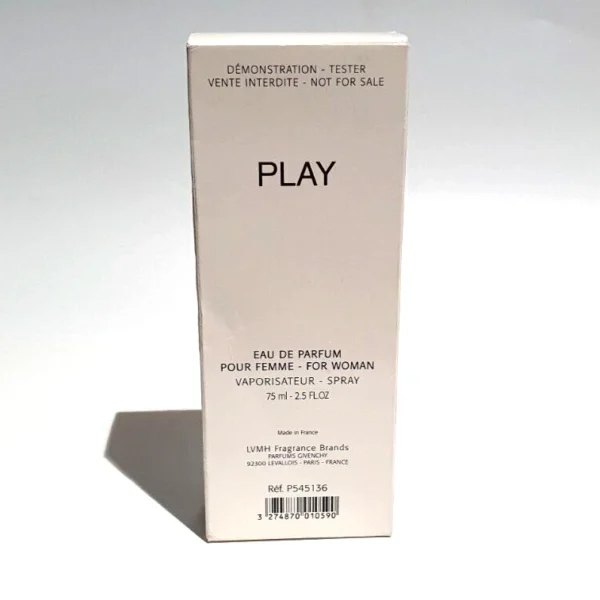 DÉMONSTRATION - TESTER
VENTE INTERDITE - NOT FOR SALE
PLAY
EAU DE PARFUM
POUR FEMME - FOR WOMAN
VAPORISATEUR - SPRAY
75 ml - 2.5 FL.OZ
Made in France
LVMH Fragrance Brands
PARFUMS GIVENCHY
92300 LEVALLOIS - PARIS - FRANCE
Réf. P545136
3 274870 010590